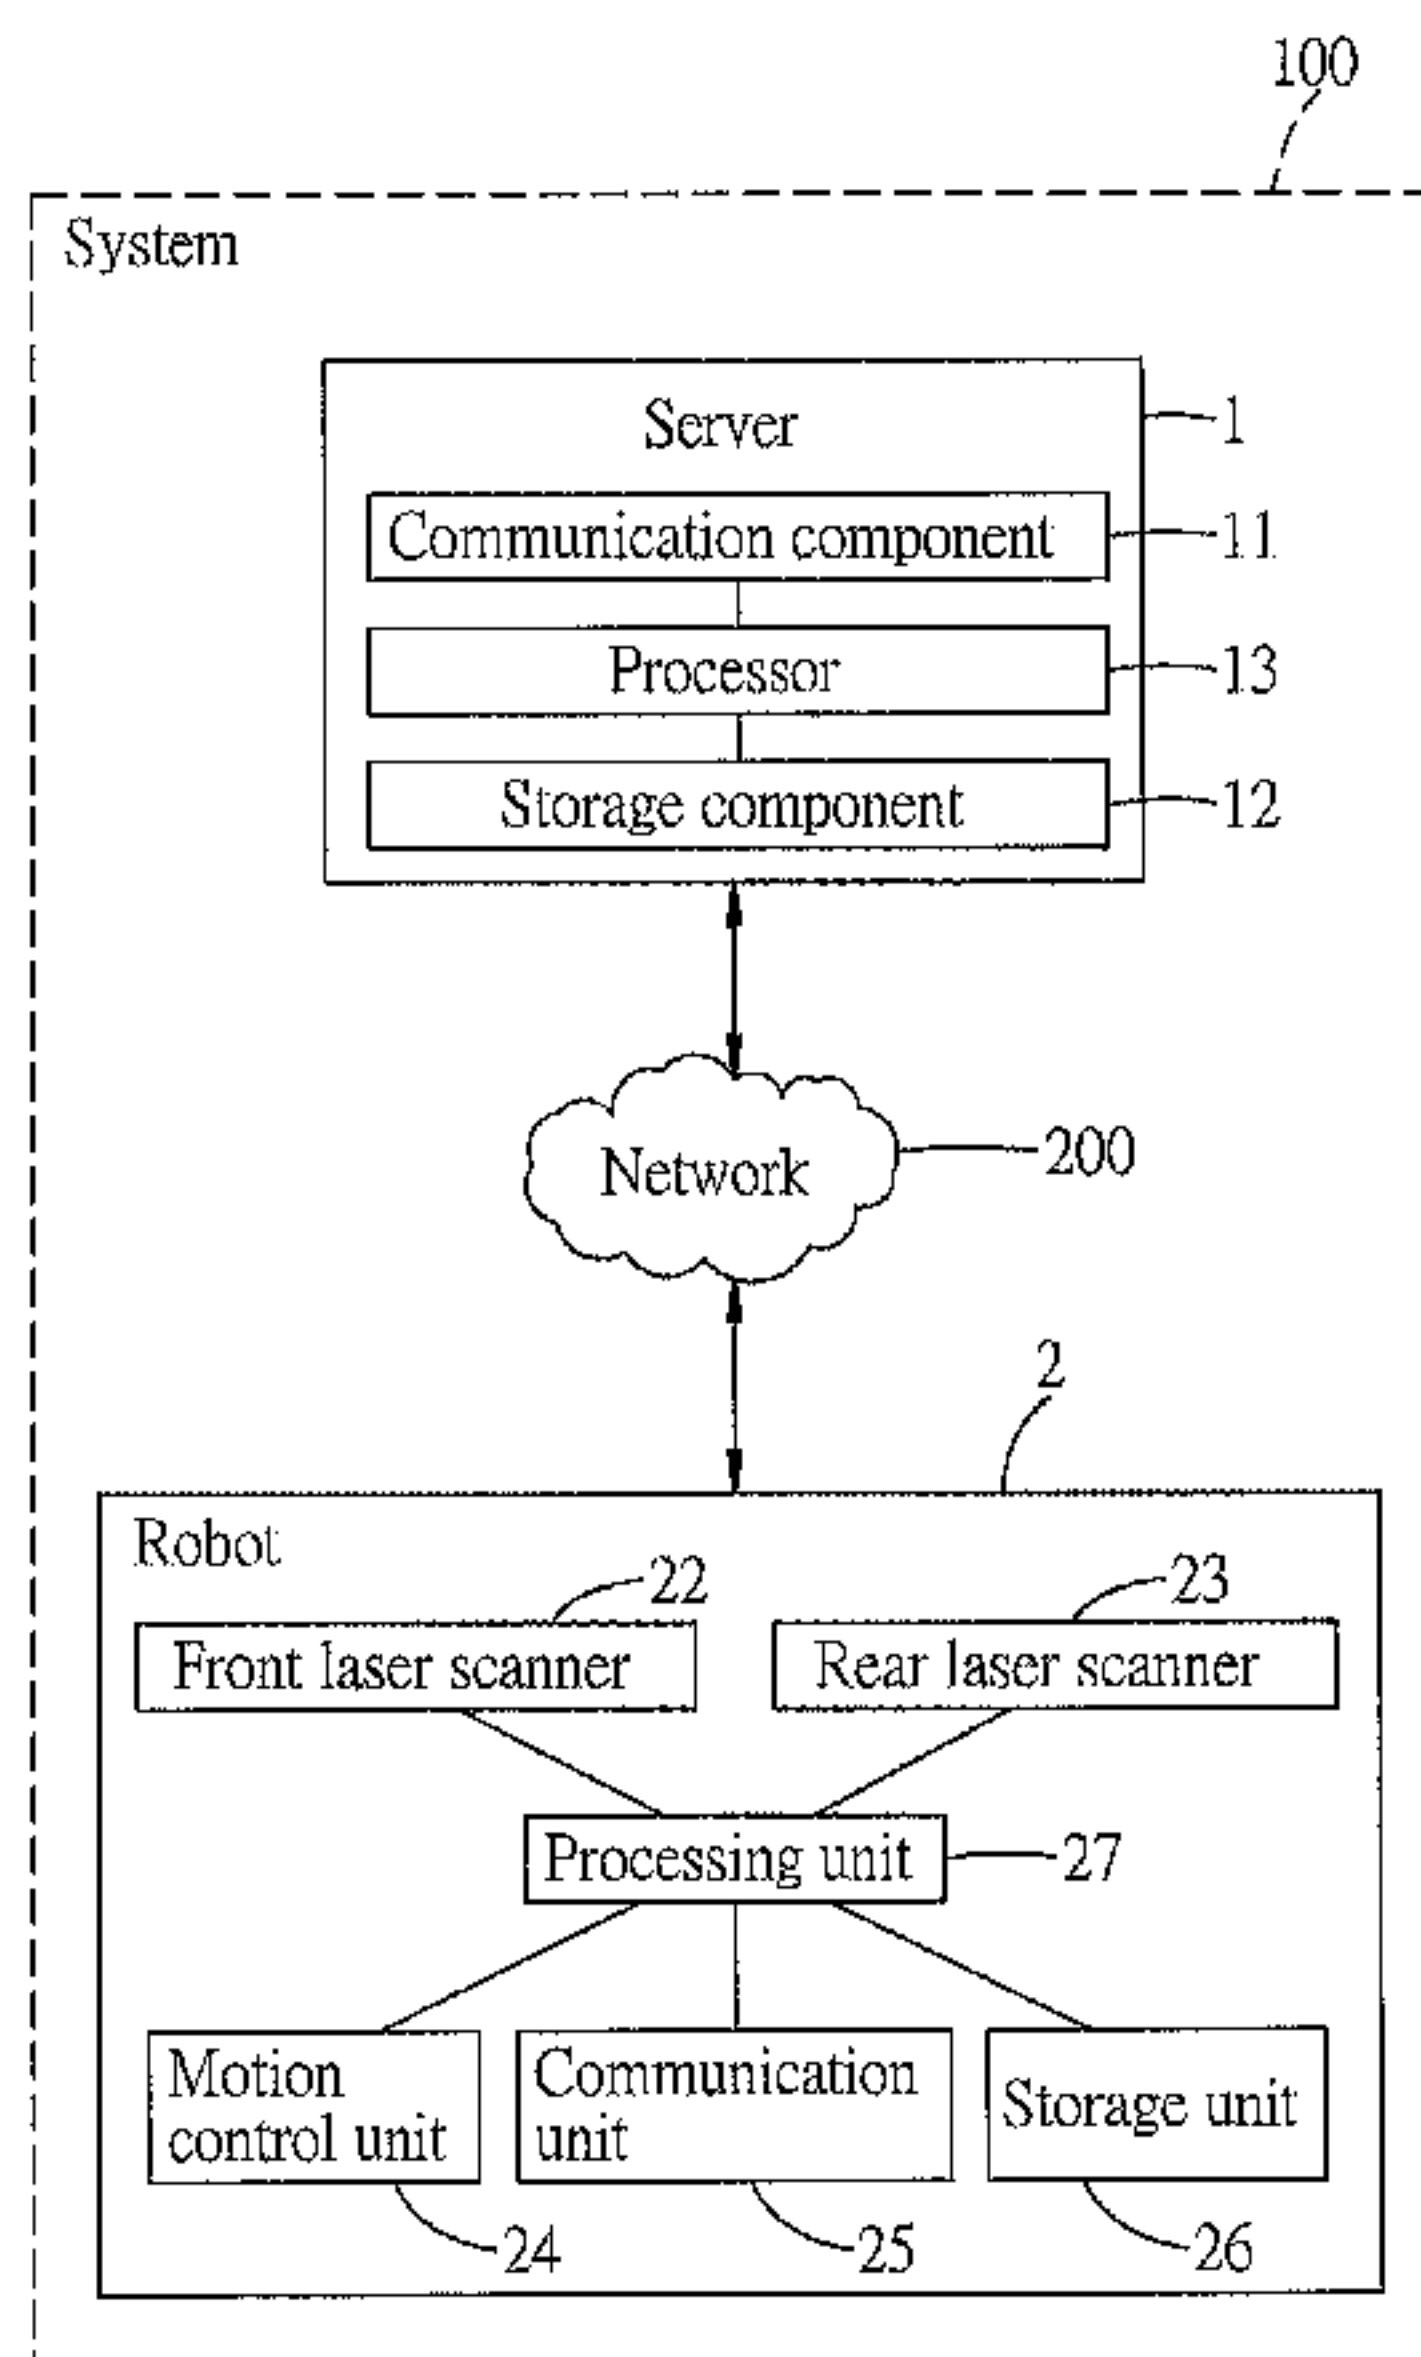 100
System
Server
1
Communication component
11
Processor
13
Storage component
12
Network
200
2
Robot
22
23
Front laser scanner
Rear laser scanner
Processing unit
27
Motion
control unit
Communication
unit
Storage unit
24
25
26